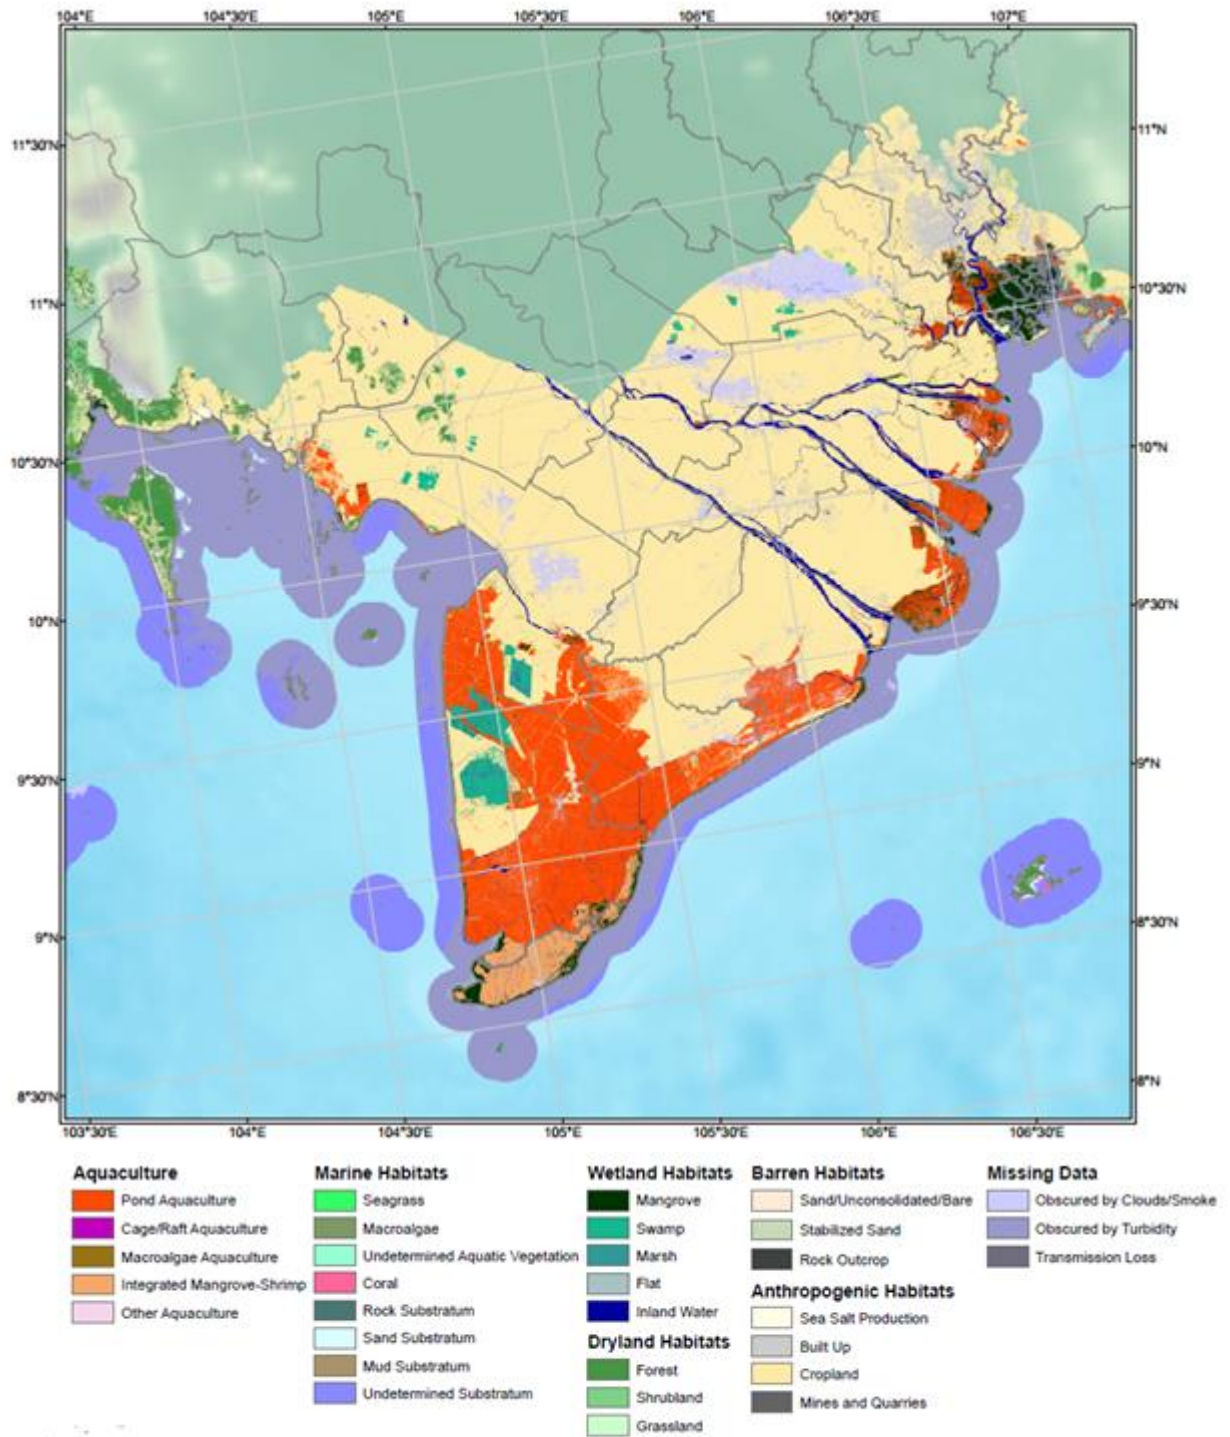 104°E 104°30'E 105°E 105°30'E 106°E 106°30'E 107°E
11°30'N
11°N
10°30'N
10°N
9°30'N
9°N
8°30'N
11°N
10°30'N
10°N
9°30'N
9°N
8°30'N
8°N
103°30'E 104°E 104°30'E 105°E 105°30'E 106°E 106°30'E
Aquaculture
Pond Aquaculture
Cage/Raft Aquaculture
Macroalgae Aquaculture
Integrated Mangrove-Shrimp
Other Aquaculture
Marine Habitats
Seagrass
Macroalgae
Undetermined Aquatic Vegetation
Coral
Rock Substratum
Sand Substratum
Mud Substratum
Undetermined Substratum
Wetland Habitats
Mangrove
Swamp
Marsh
Flat
Inland Water
Dryland Habitats
Forest
Shrubland
Grassland
Barren Habitats
Sand/Unconsolidated/Bare
Stabilized Sand
Rock Outcrop
Anthropogenic Habitats
Sea Salt Production
Built Up
Cropland
Mines and Quarries
Missing Data
Obscured by Clouds/Smoke
Obscured by Turbidity
Transmission Loss